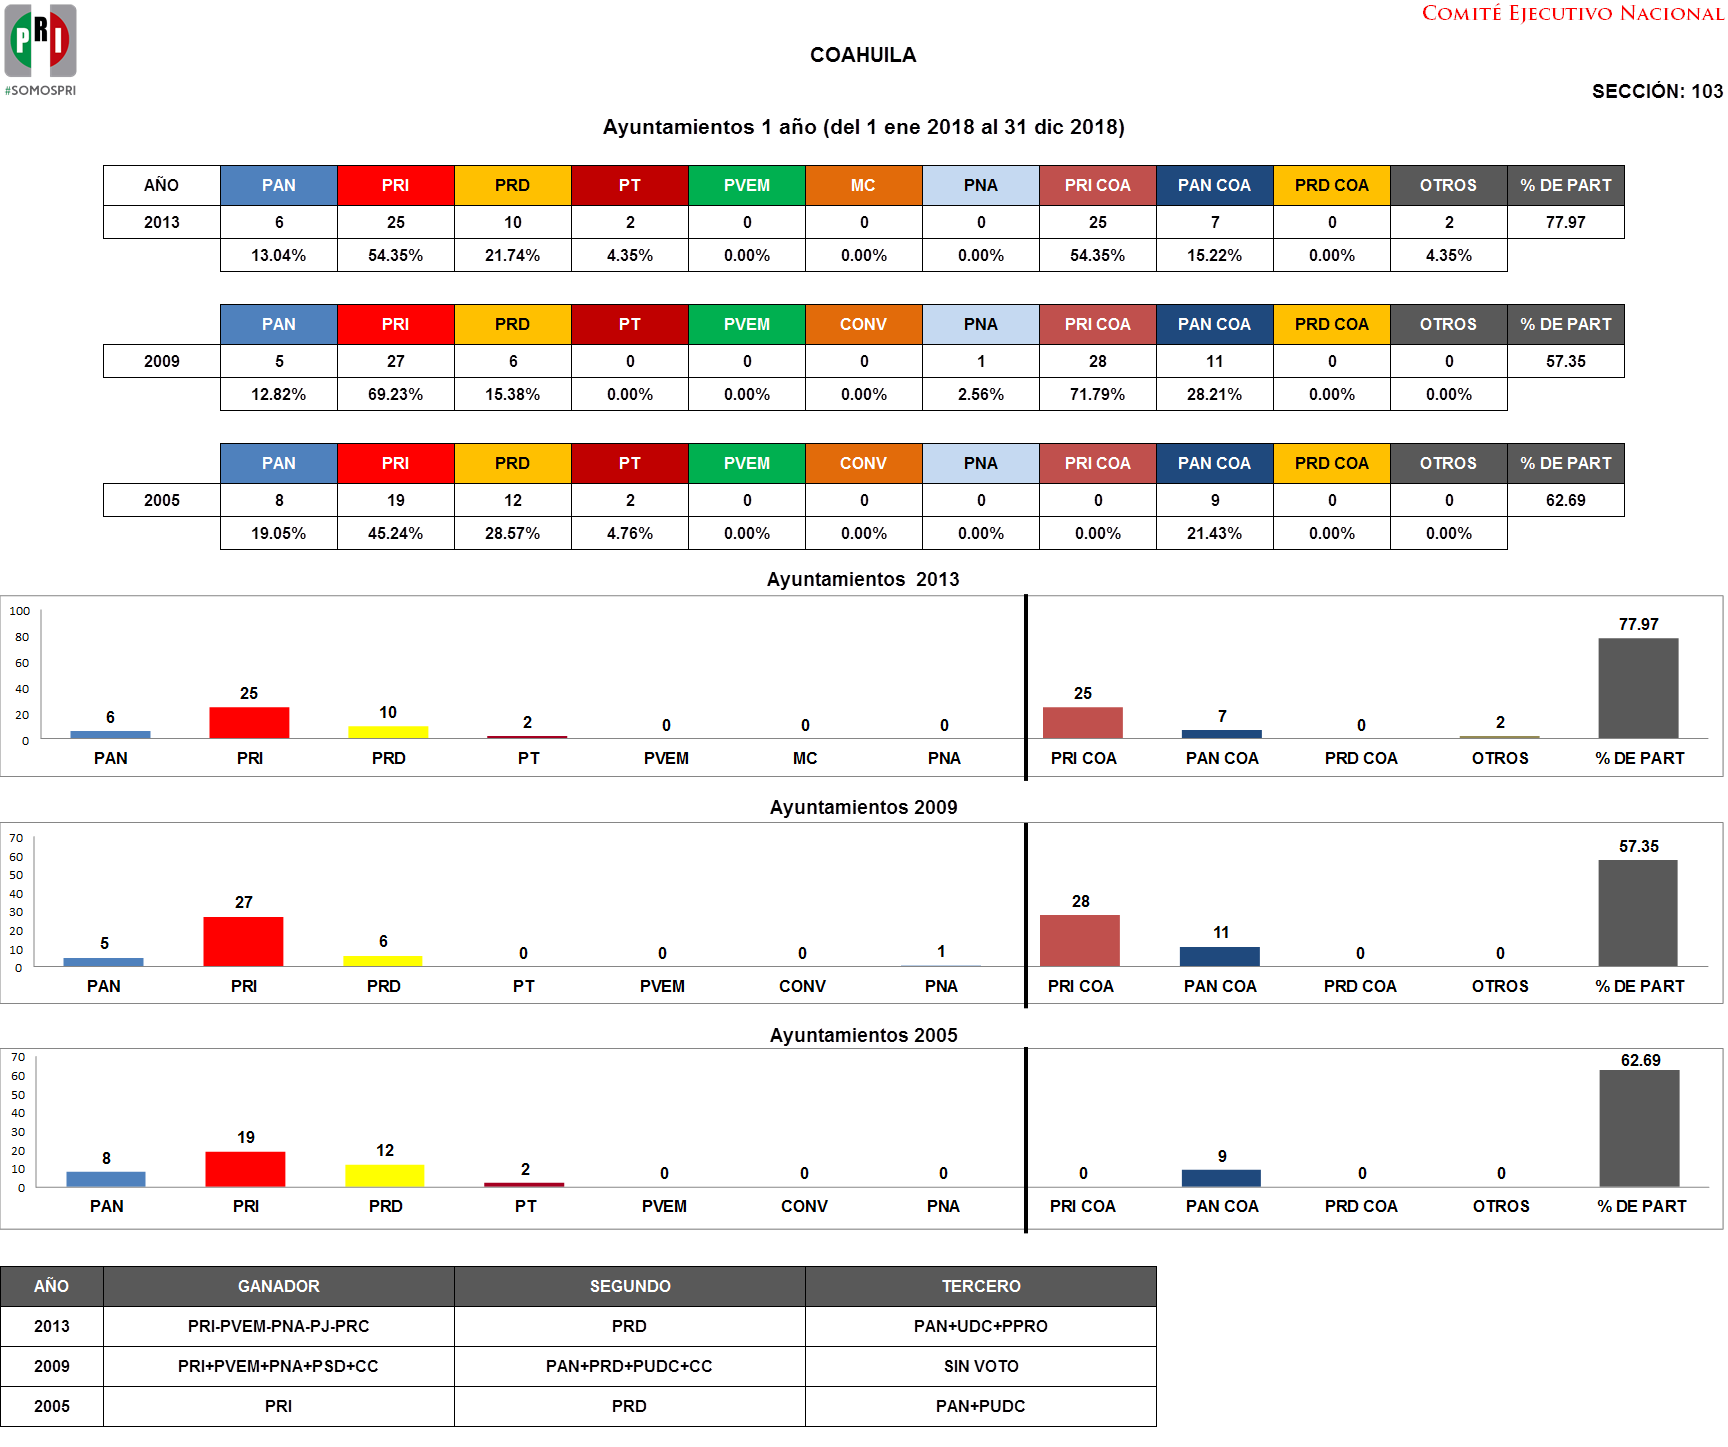 PRI
#SOMOSPRI
COMITÉ EJECUTIVO NACIONAL
COAHUILA
SECCIÓN: 103
Ayuntamientos 1 año (del 1 ene 2018 al 31 dic 2018)
AÑO PAN PRI PRD PT PVEM MC PNA PRI COA PAN COA PRD COA OTROS % DE PART
2013 6 25 10 2 0 0 0 25 7 0 2 77.97
13.04% 54.35% 21.74% 4.35% 0.00% 0.00% 0.00% 54.35% 15.22% 0.00% 4.35%
PAN PRI PRD PT PVEM CONV PNA PRI COA PAN COA PRD COA OTROS % DE PART
2009 5 27 6 0 0 0 1 28 11 0 0 57.35
12.82% 69.23% 15.38% 0.00% 0.00% 0.00% 2.56% 71.79% 28.21% 0.00% 0.00%
PAN PRI PRD PT PVEM CONV PNA PRI COA PAN COA PRD COA OTROS % DE PART
2005 8 19 12 2 0 0 0 0 9 0 0 62.69
19.05% 45.24% 28.57% 4.76% 0.00% 0.00% 0.00% 0.00% 21.43% 0.00% 0.00%
Ayuntamientos 2013
100
80
60
40
20
0
6 25 10 2 0 0 0 25 7 0 2 77.97
PAN PRI PRD PT PVEM MC PNA PRI COA PAN COA PRD COA OTROS % DE PART
Ayuntamientos 2009
70
60
50
40
30
20
10
0
5 27 6 0 0 0 1 28 11 0 0 57.35
PAN PRI PRD PT PVEM CONV PNA PRI COA PAN COA PRD COA OTROS % DE PART
Ayuntamientos 2005
70
60
50
40
30
20
10
0
8 19 12 2 0 0 0 0 9 0 0 62.69
PAN PRI PRD PT PVEM CONV PNA PRI COA PAN COA PRD COA OTROS % DE PART
AÑO GANADOR SEGUNDO TERCERO
2013 PRI-PVEM-PNA-PJ-PRC PRD PAN+UDC+PPRO
2009 PRI+PVEM+PNA+PSD+CC PAN+PRD+PUDC+CC SIN VOTO
2005 PRI PRD PAN+PUDC